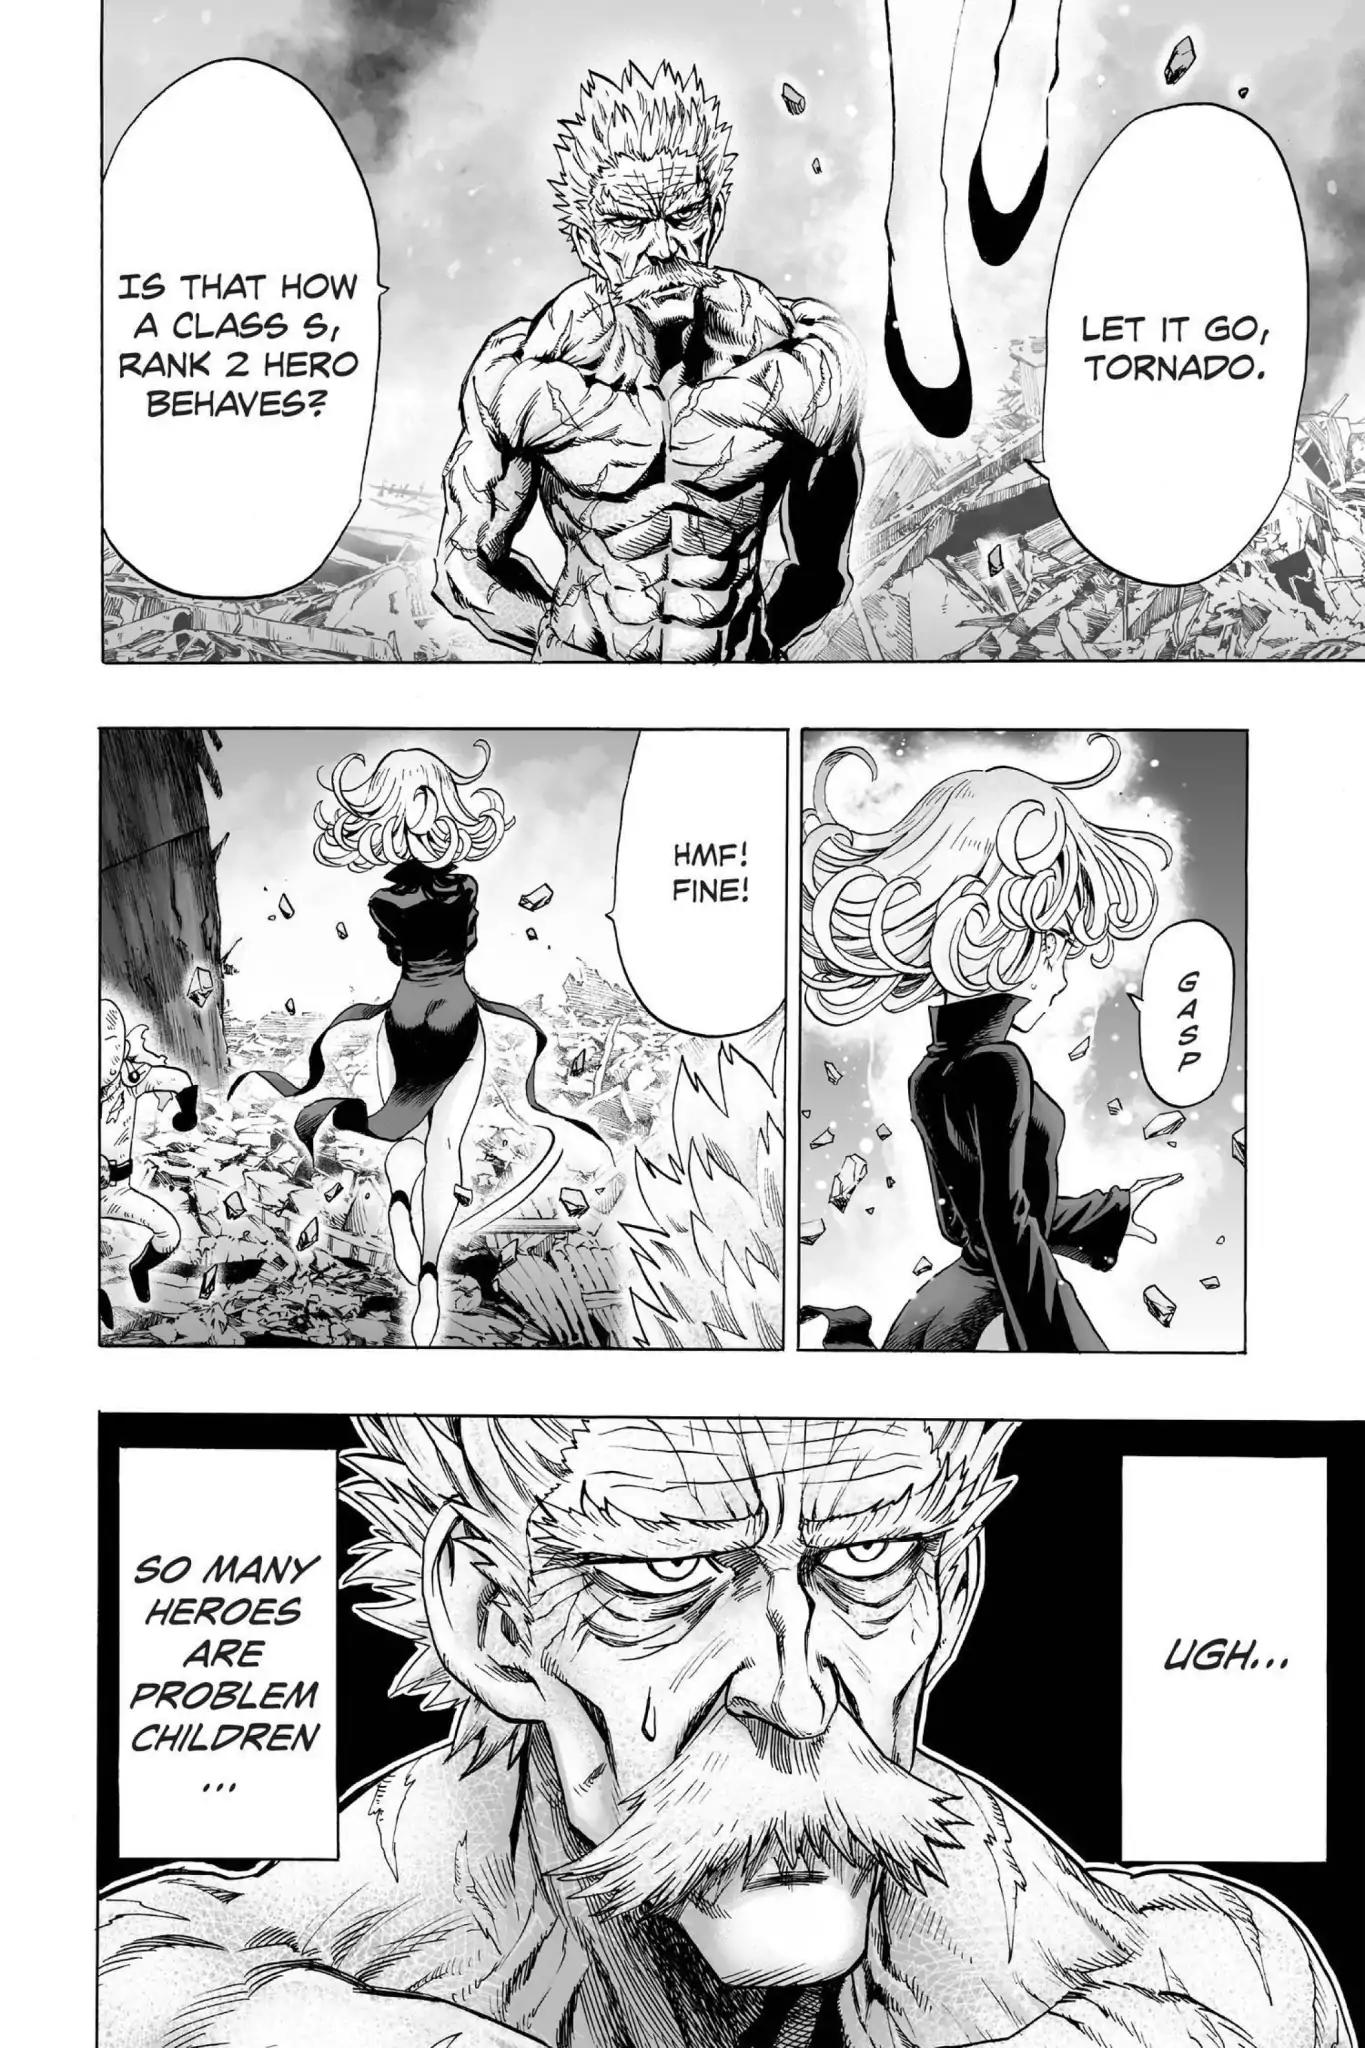 LET IT GO,
TORNADO.
IS THAT HOW
A CLASS S,
RANK 2 HERO
BEHAVES?
GASP
HMF!
FINE!
UGH...
SO MANY
HEROES
ARE
PROBLEM
CHILDREN
...